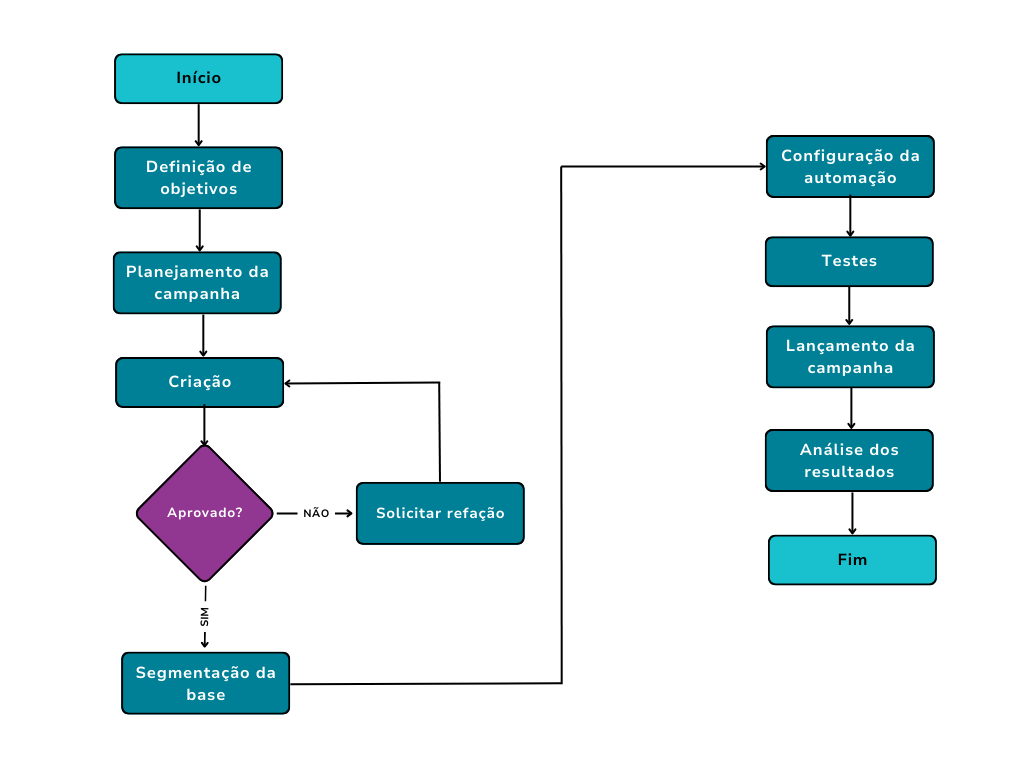 Início
Definição de
objetivos
Planejamento da
campanha
Criação
Aprovado?
NÃO
Solicitar refação
SIM
Segmentação da
base
Configuração da
automação
Testes
Lançamento da
campanha
Análise dos
resultados
Fim